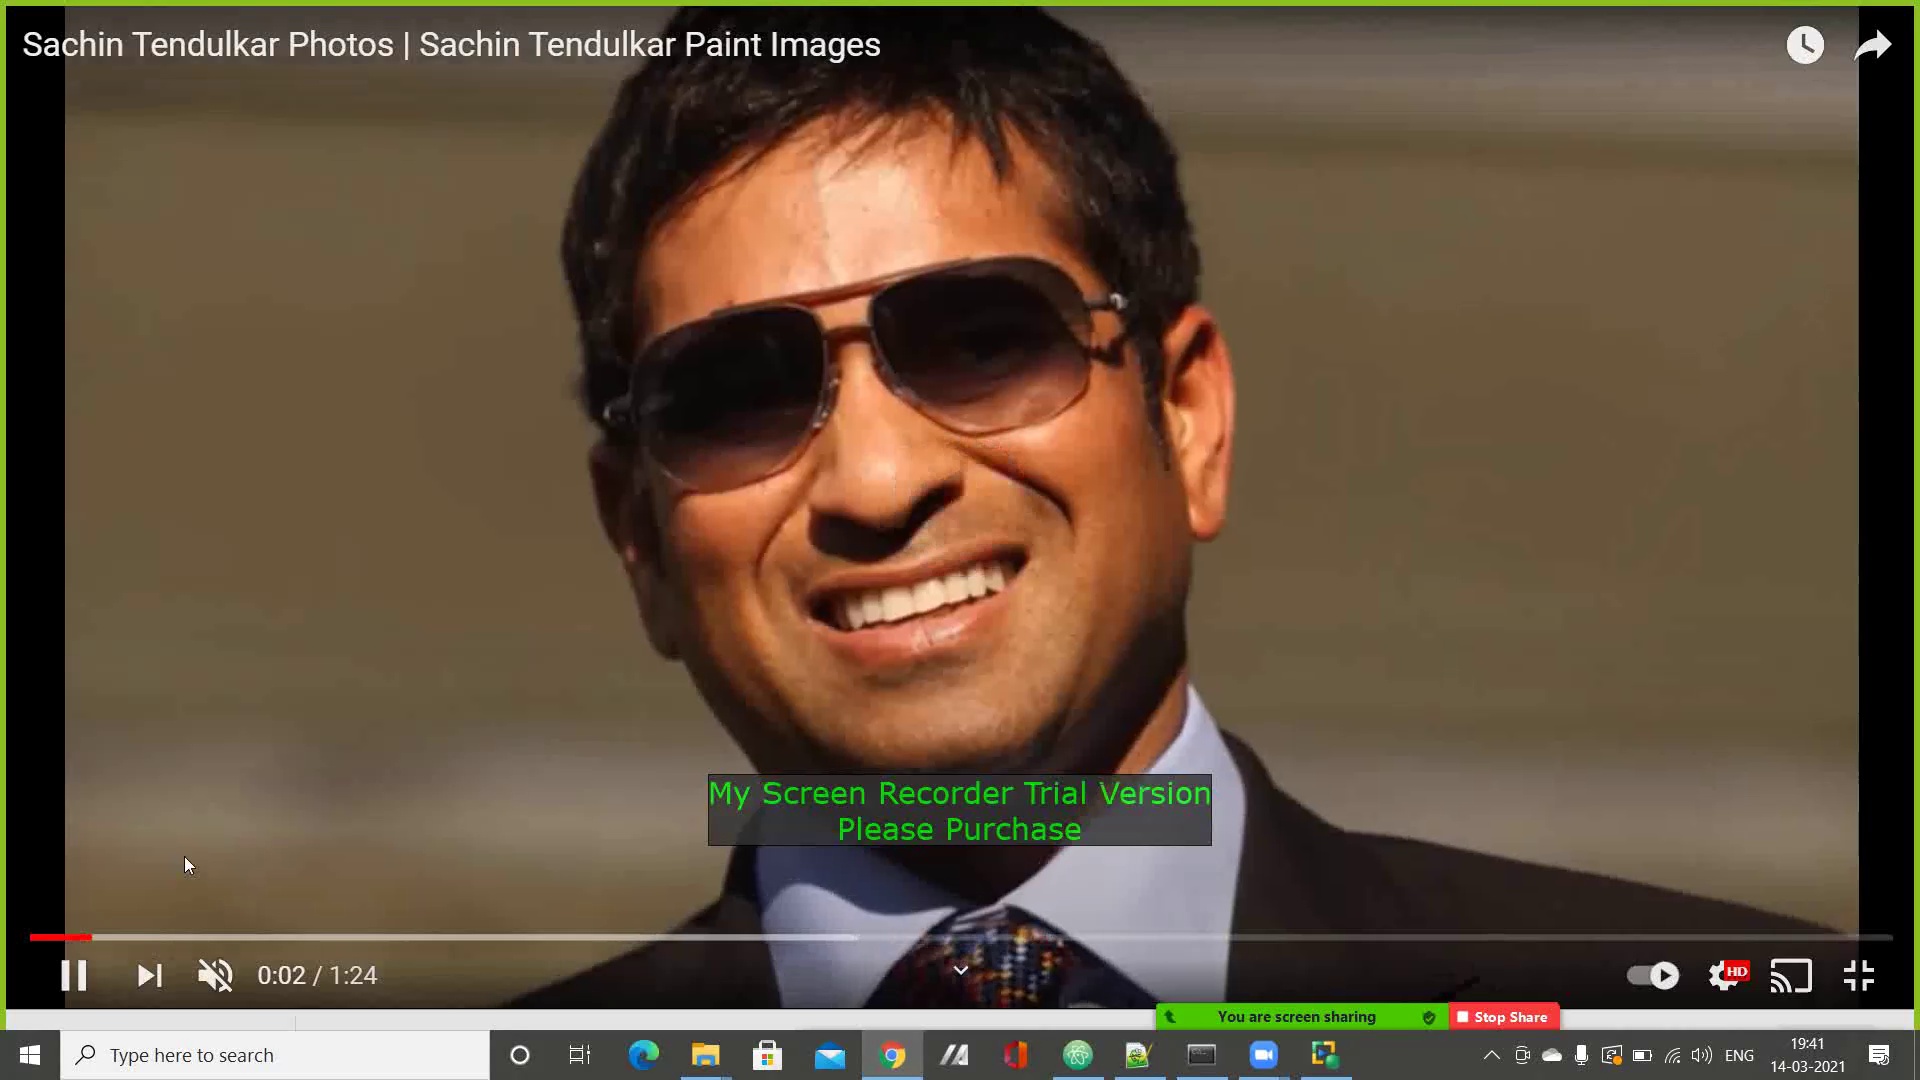 Sachin Tendulkar Photos | Sachin Tendulkar Paint Images
My Screen Recorder Trial Version
Please Purchase
0:02 / 1:24
HD
You are screen sharing
Stop Share
Type here to search
ENG
19:41
14-03-2021